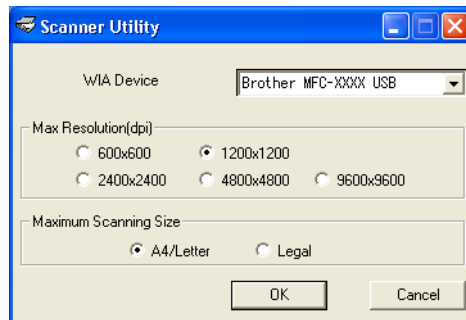 Scanner Utility
WIA Device Brother MFC-XXXX USB
Max Resolution(dpi)
600x600 1200x1200
2400x2400 4800x4800 9600x9600
Maximum Scanning Size
A4/Letter Legal
OK Cancel